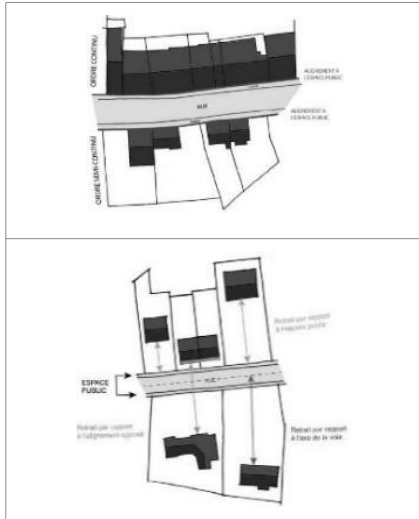 ORDRE CONTINU
ALIGNEMENT À
L'ESPACE PUBLIC
RUE
ALIGNEMENT À
L'ESPACE PUBLIC
ORDRE SEMI-CONTINU
Retrait par rapport
à l'espace public
ESPACE
PUBLIC
Retrait par rapport
à l'alignement opposé
Retrait par rapport
à l'axe de la voie